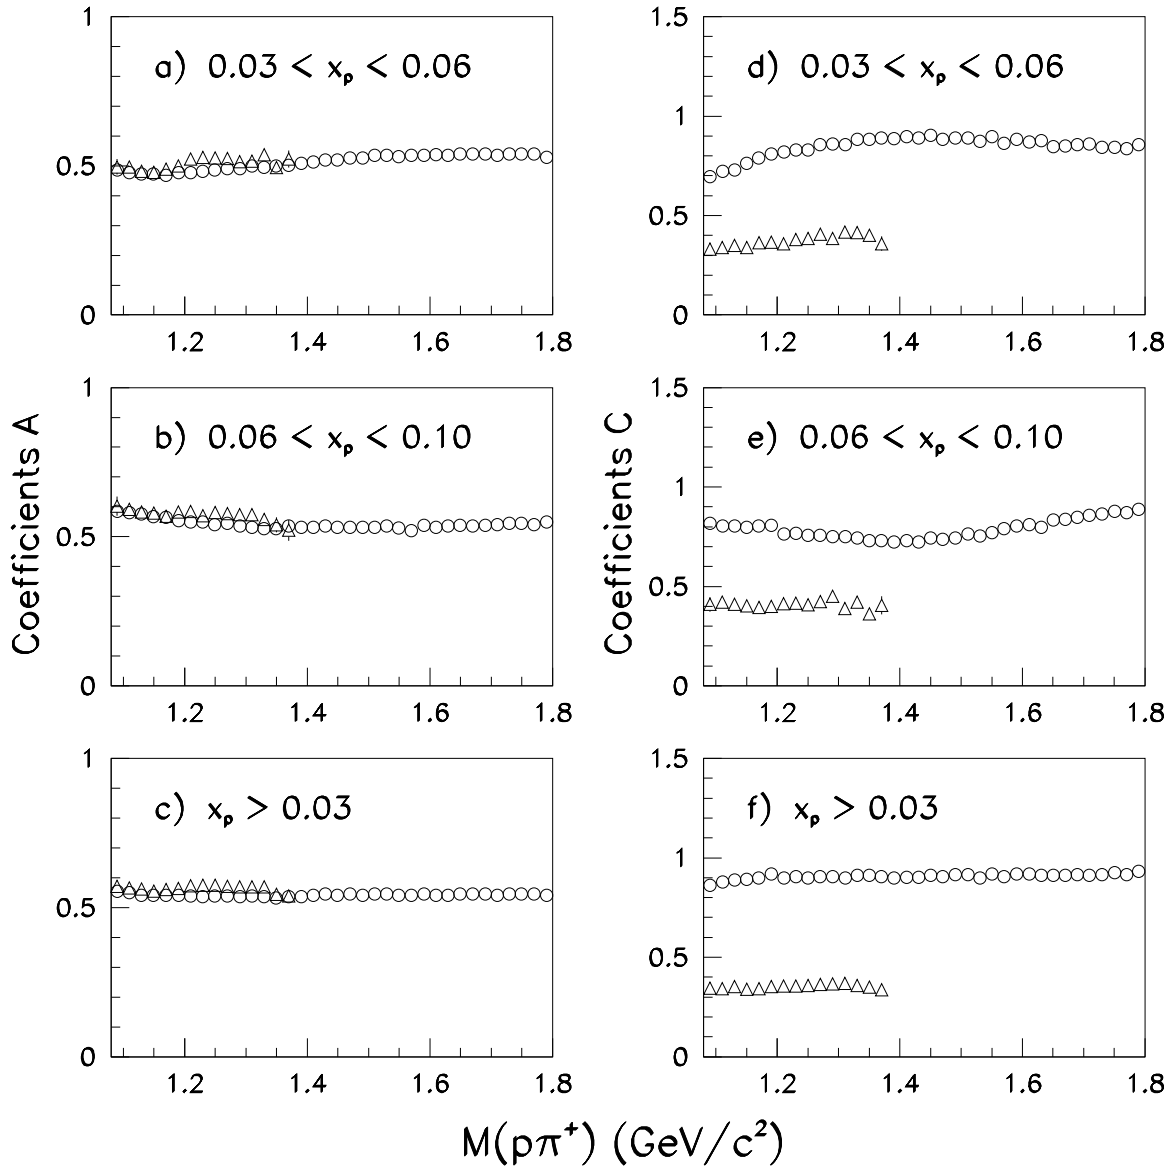 a) 0.03 < xp < 0.06
1
0.5
0
1.2 1.4 1.6 1.8
d) 0.03 < xp < 0.06
1.5
1
0.5
0
1.2 1.4 1.6 1.8
Coefficients A
b) 0.06 < xp < 0.10
1
0.5
0
1.2 1.4 1.6 1.8
Coefficients C
e) 0.06 < xp < 0.10
1.5
1
0.5
0
1.2 1.4 1.6 1.8
c) xp > 0.03
1
0.5
0
1.2 1.4 1.6 1.8
f) xp > 0.03
1.5
1
0.5
0
1.2 1.4 1.6 1.8
M(pπ⁺) (GeV/c²)